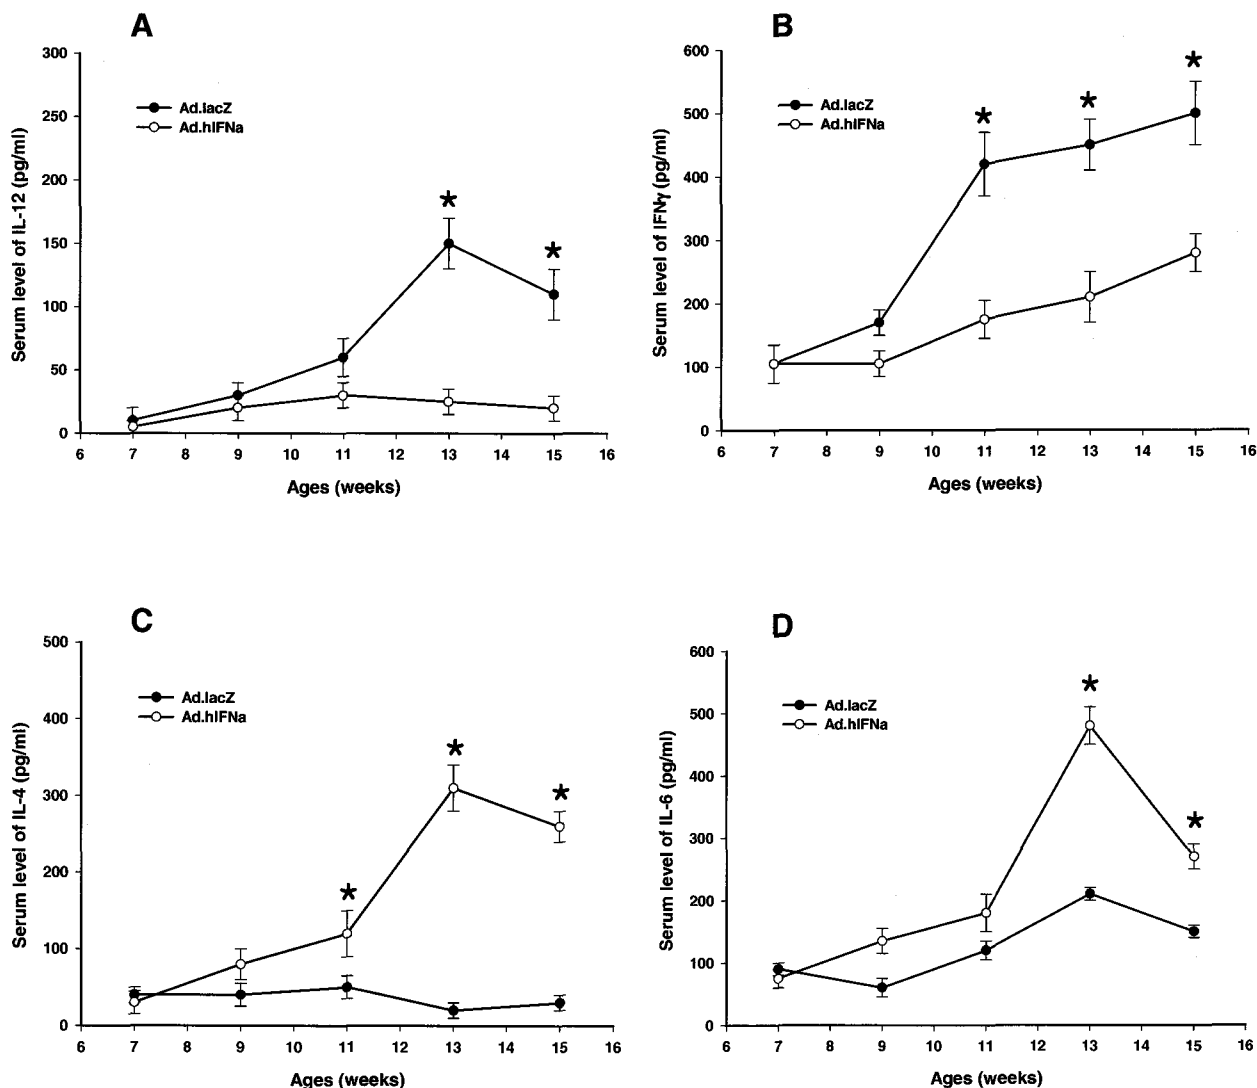 A
300
250
200
150
100
50
0
Serum level of IL-12 (pg/ml)
Ad.lacZ
Ad.hIFNa
★
★
6 7 8 9 10 11 12 13 14 15 16
Ages (weeks)
B
600
500
400
300
200
100
0
Serum level of IFNγ (pg/ml)
Ad.lacZ
Ad.hIFNa
★
★
★
6 7 8 9 10 11 12 13 14 15 16
Ages (weeks)
C
500
400
300
200
100
0
Serum level of IL-4 (pg/ml)
Ad.lacZ
Ad.hIFNa
★
★
★
6 7 8 9 10 11 12 13 14 15 16
Ages (weeks)
D
600
500
400
300
200
100
0
Serum level of IL-6 (pg/ml)
Ad.lacZ
Ad.hIFNa
★
★
6 7 8 9 10 11 12 13 14 15 16
Ages (weeks)